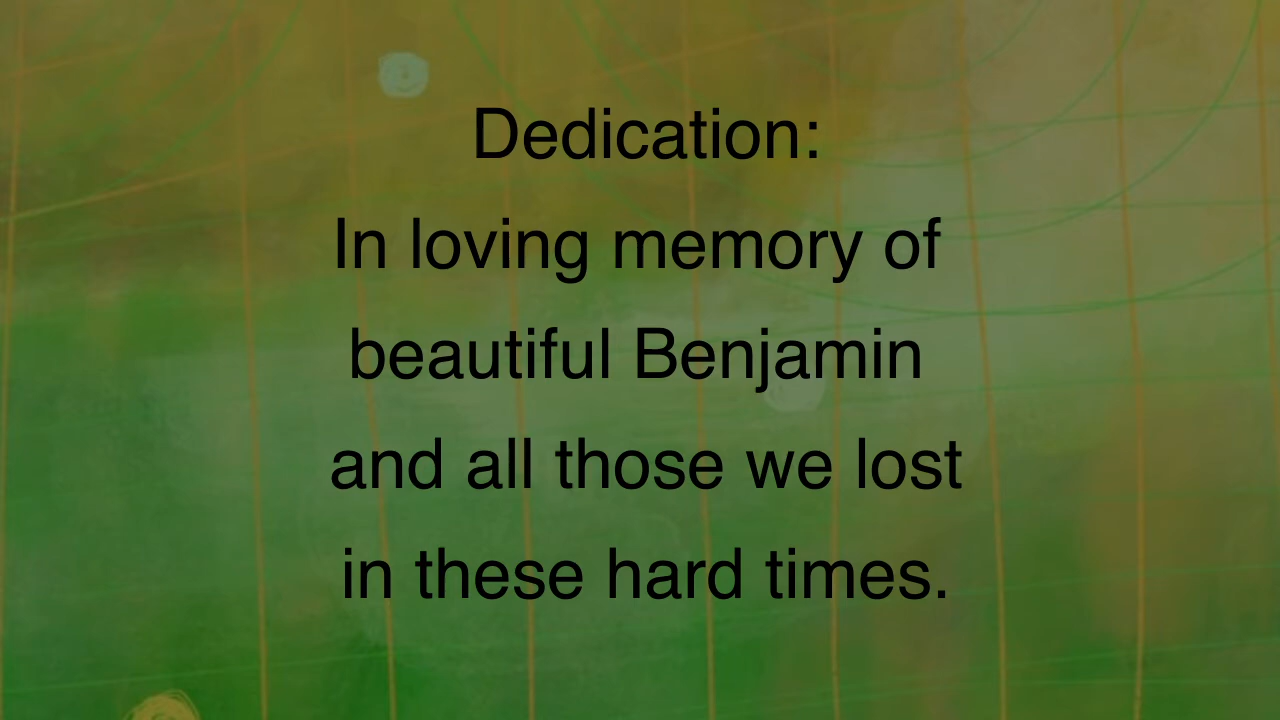 Dedication:
In loving memory of
beautiful Benjamin
and all those we lost
in these hard times.